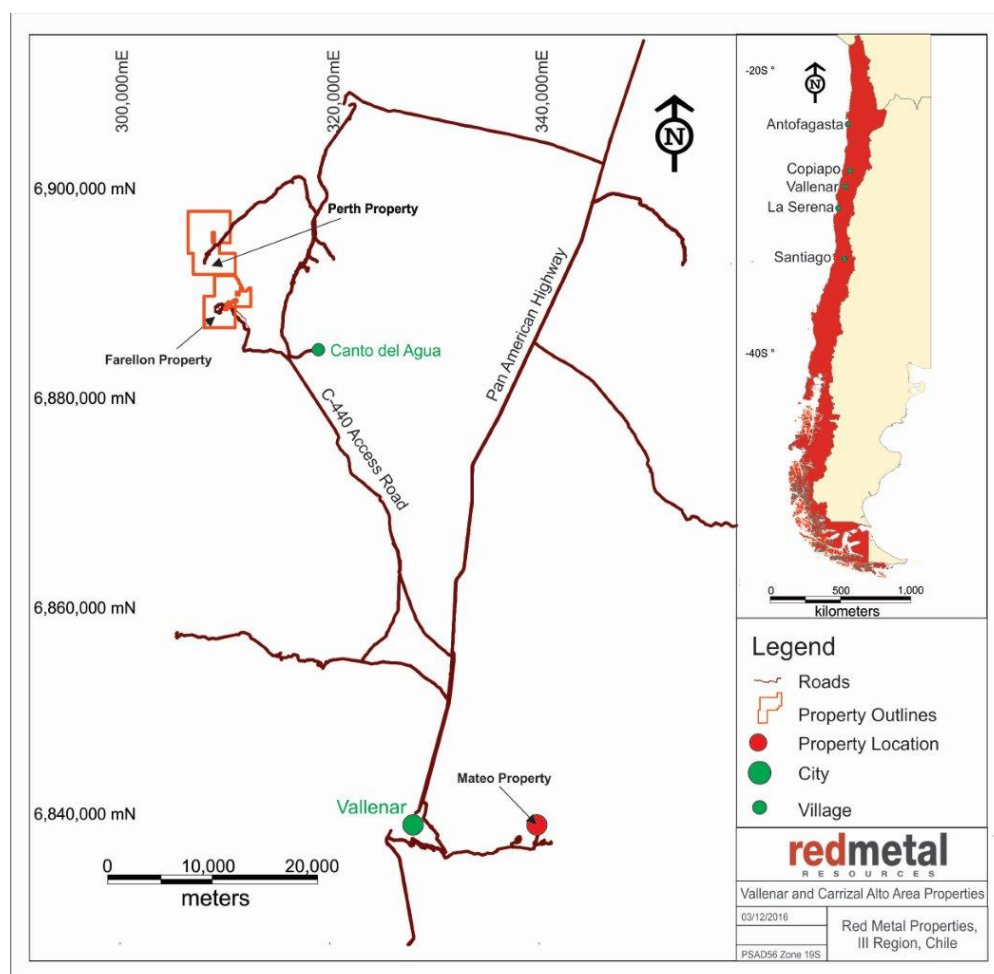 300,000mE
320,000mE
340,000mE
N
6,900,000 mN
Perth Property
Farellon Property
Canto del Agua
Pan American Highway
6,880,000 mN
C-440 Access Road
6,860,000 mN
Mateo Property
Vallenar
6,840,000 mN
0 10,000 20,000
meters
-20S °
N
Antofagasta
Copiapo
Vallenar
La Serena
Santiago
-40S°
0 500 1,000
kilometers
Legend
Roads
Property Outlines
Property Location
City
Village
redmetal
RESOURCES
Vallenar and Carrizal Alto Area Properties
03/12/2016
Red Metal Properties,
III Region, Chile
PSAD56 Zone 19S